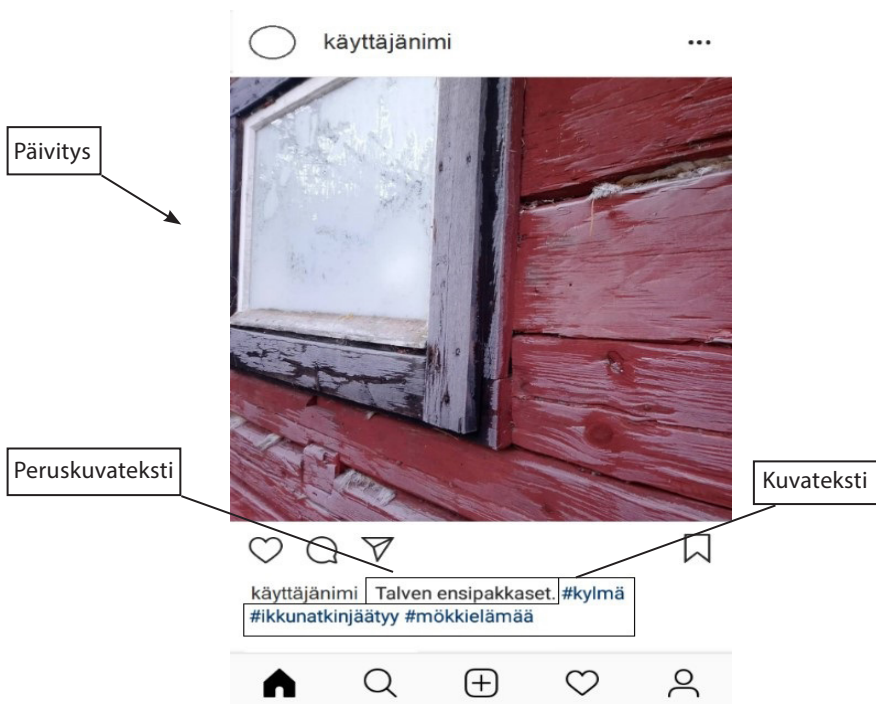 käyttäjänimi
Päivitys
Peruskuvateksti
Kuvateksti
käyttäjänimi Talven ensipakkaset. #kylmä
#ikkunatkinjäätyy #mökkielämää